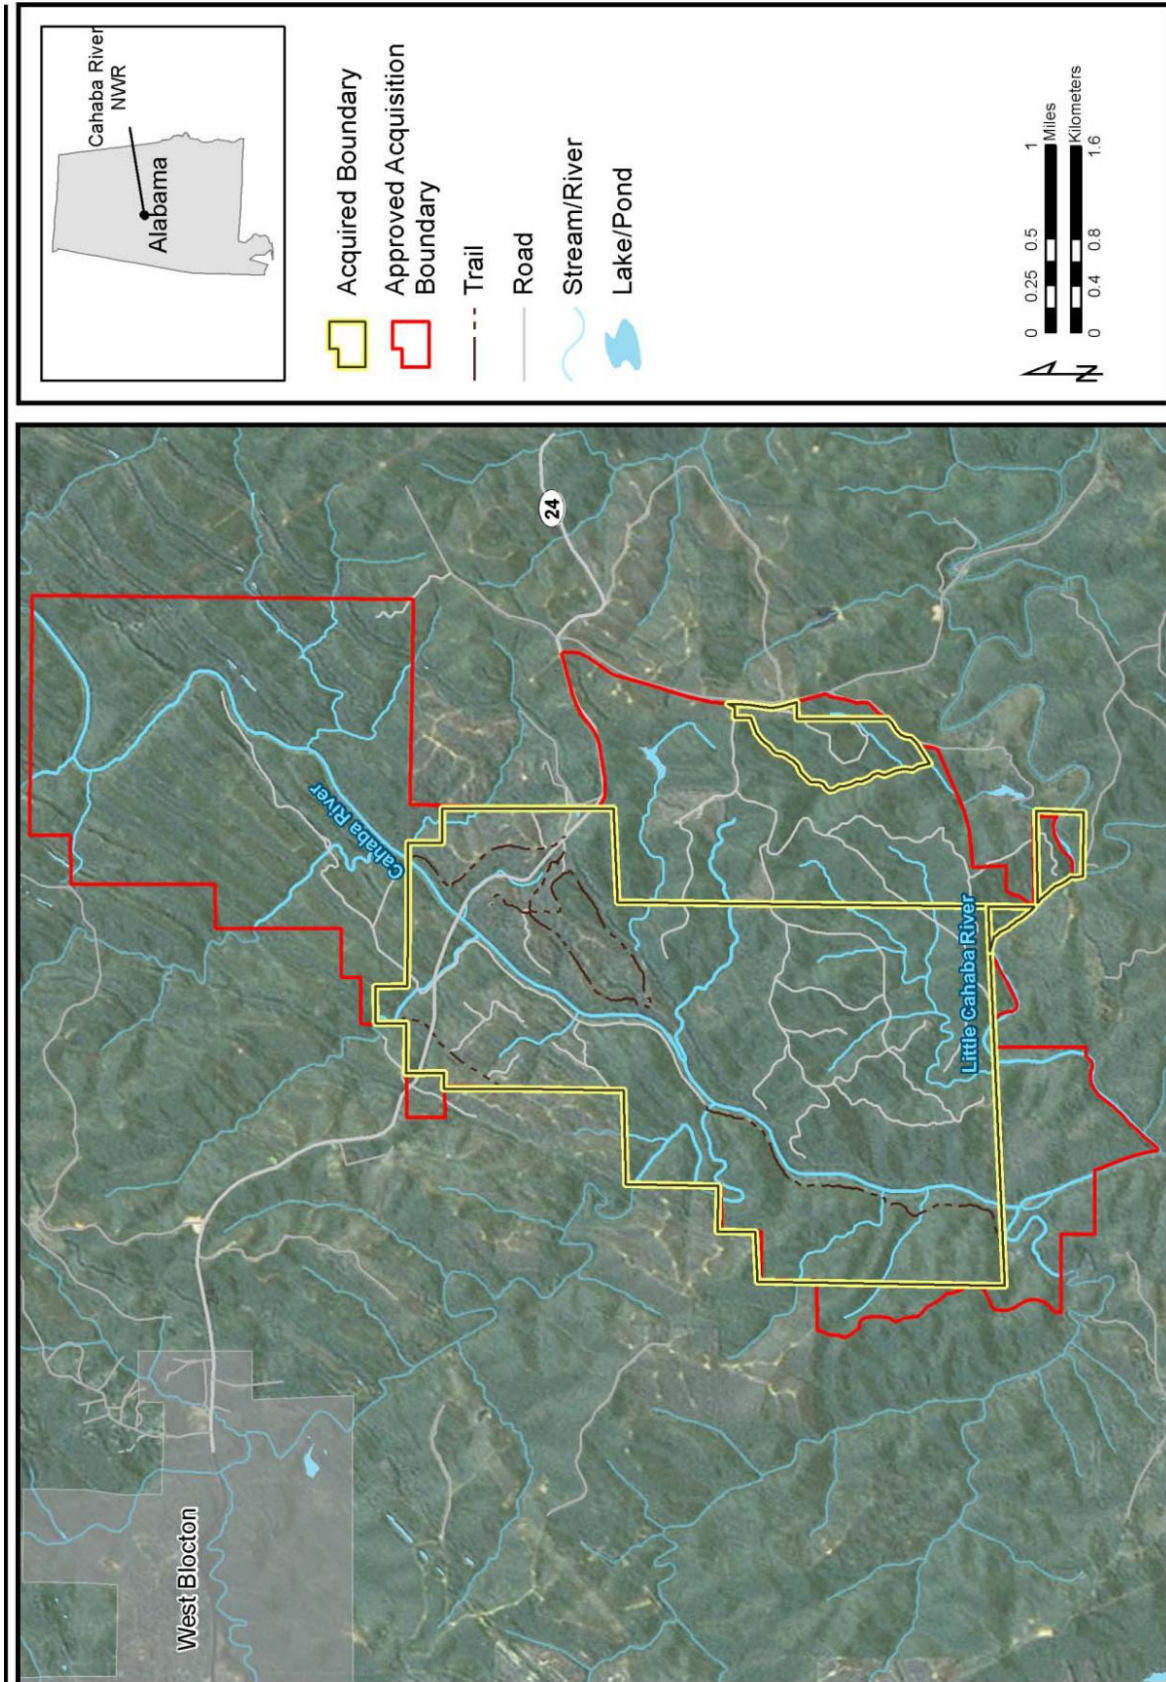 Cahaba River
NWR
Alabama
Acquired Boundary
Approved Acquisition
Boundary
Trail
Road
Stream/River
Lake/Pond
0 0.25 0.5 1
Miles
Kilometers
0 0.4 0.8 1.6
N
24
Cahaba River
Little Cahaba River
West Blocton